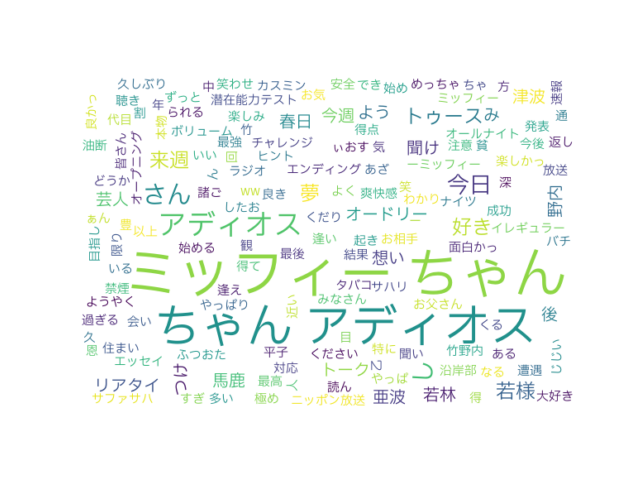 久しぶり
中
笑わせ
カスミン
安全
でき
始め
めっちゃ
ちゃ
方
速報
良かっ
聴き
ずっと
潜在能力テスト
お気
ミッフィー
津波
代目
割
年
られる
楽しみ
今週
よう
トゥースみ
通
本物
ボリューム
竹
春日
得点
オールナイト
発表
油断
皆さん
オープニング
最強
チャレンジ
ぃおす
気
聞け
注意
貧
今後
返し
来週
いい
回
ヒント
エンディング
あざ
一ミッフィー
楽しかっ
ん
ラジオ
放送
どうか
さん
ww
良き
夢
よく
爽快感
笑
今日
深
野内
芸人
諸ご
したお
わかり
ナイツ
ぁん
アディオス
くだり
オードリー
成功
目指し
豊
以上
逢い
起き
お相手
好き
イレギュラー
バチ
限り
始める
観
最後
結果
想い
面白かっ
ミッフィーちゃん
いる
得て
禁煙
逢え
タバコ
サハリ
ようやく
やっぱり
近い
みなさん
お父さん
くる
後
過ぎる
会い
ちゃんアディオス
久
恩
住まい
目
平子
ください
特に
聞い
竹野内
ある
いいい
エッセイ
ふつおた
対応
トーク
2
やっぱ
沿岸部
なる
遭遇
リアタイ
つけ
馬鹿
最高
人
読ん
し
若様
サファサハ
すぎ
多い
極め
ニッポン放送
亜波
若林
得
大好き